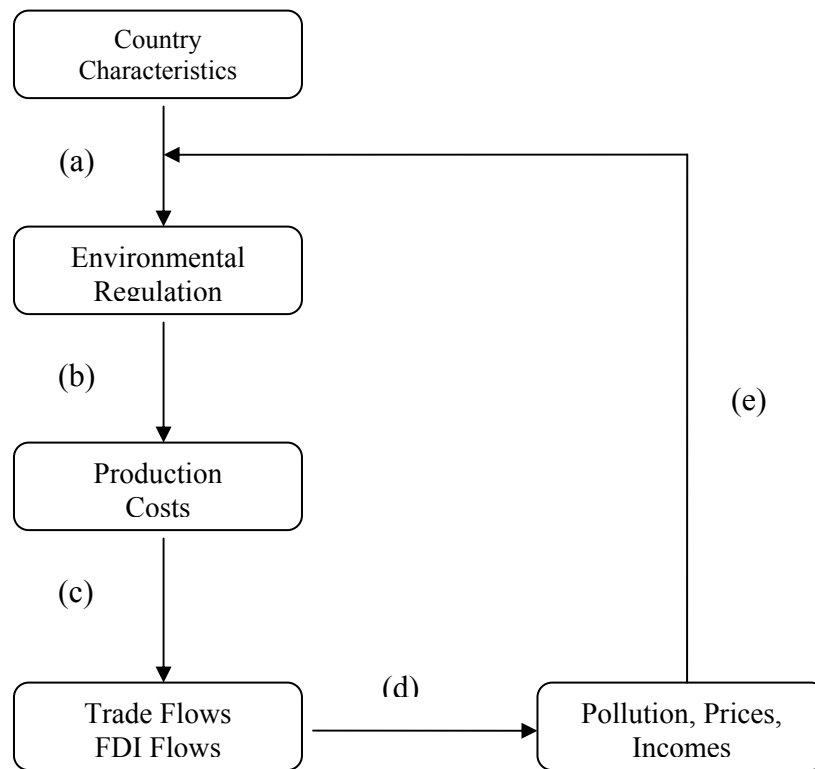 Country
Characteristics
(a)
Environmental
Regulation
(b)
(e)
Production
Costs
(c)
(d)
Trade Flows
FDI Flows
Pollution, Prices,
Incomes